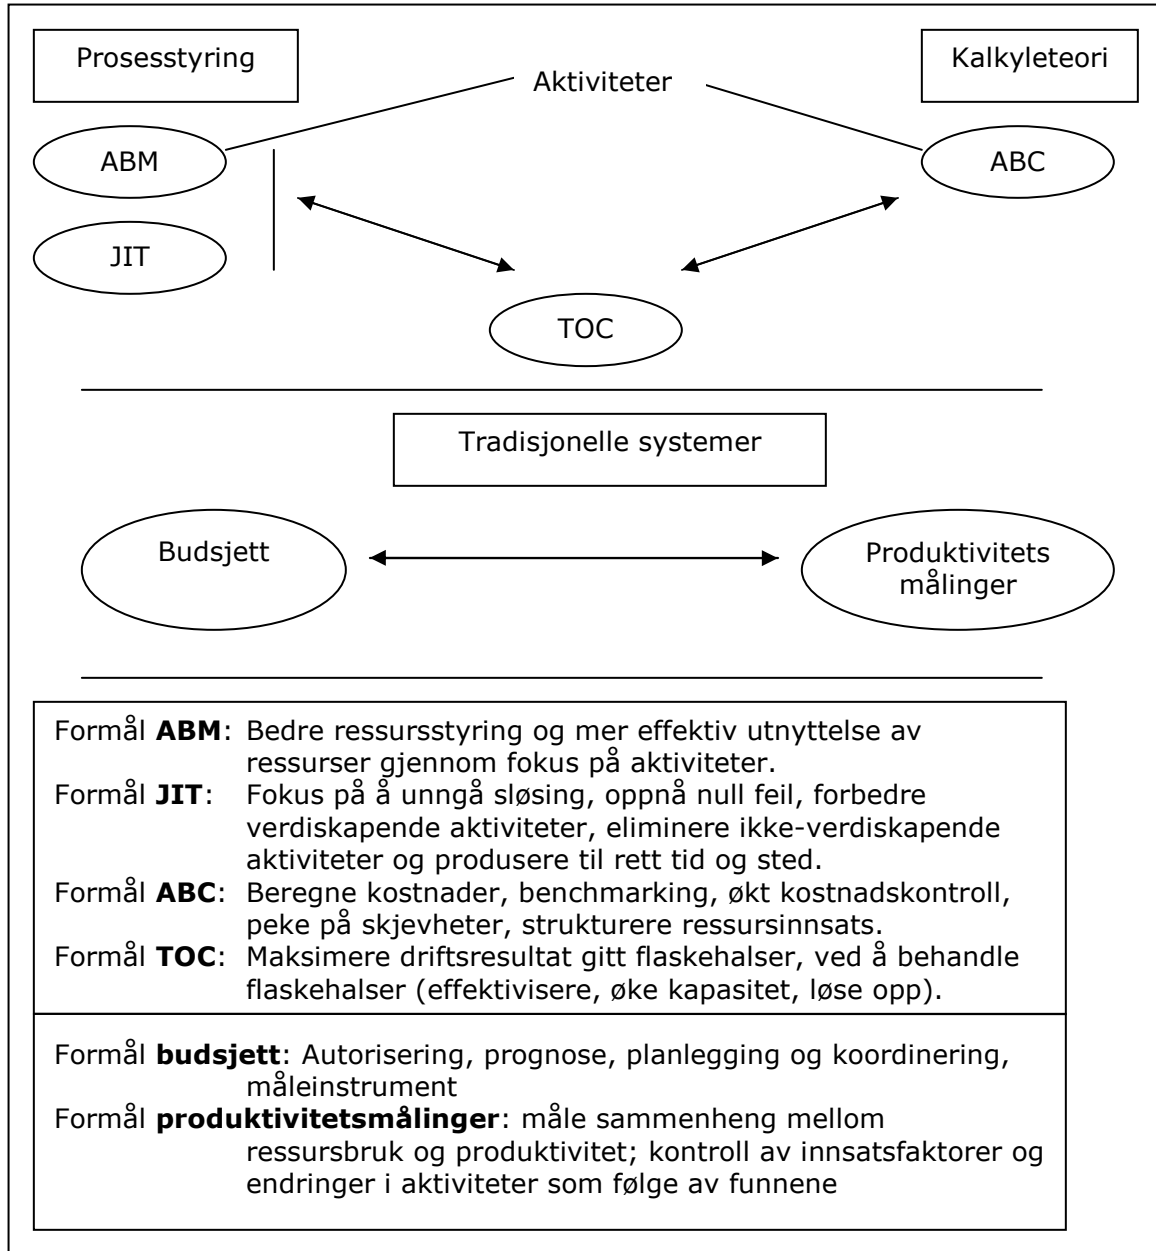 Prosesstyring
Aktiviteter
Kalkyleteori
ABM
ABC
JIT
TOC
Tradisjonelle systemer
Budsjett
Produktivitets
målinger
Formål ABM: Bedre ressursstyring og mer effektiv utnyttelse av
ressurser gjennom fokus på aktiviteter.
Formål JIT: Fokus på å unngå sløsing, oppnå null feil, forbedre
verdiskapende aktiviteter, eliminere ikke-verdiskapende
aktiviteter og produsere til rett tid og sted.
Formål ABC: Beregne kostnader, benchmarking, økt kostnadskontroll,
peke på skjevheter, strukturere ressursinnsats.
Formål TOC: Maksimere driftsresultat gitt flaskehalser, ved å behandle
flaskehalser (effektivisere, øke kapasitet, løse opp).
Formål budsjett: Autorisering, prognose, planlegging og koordinering,
måleinstrument
Formål produktivitetsmålinger: måle sammenheng mellom
ressursbruk og produktivitet; kontroll av innsatsfaktorer og
endringer i aktiviteter som følge av funnene